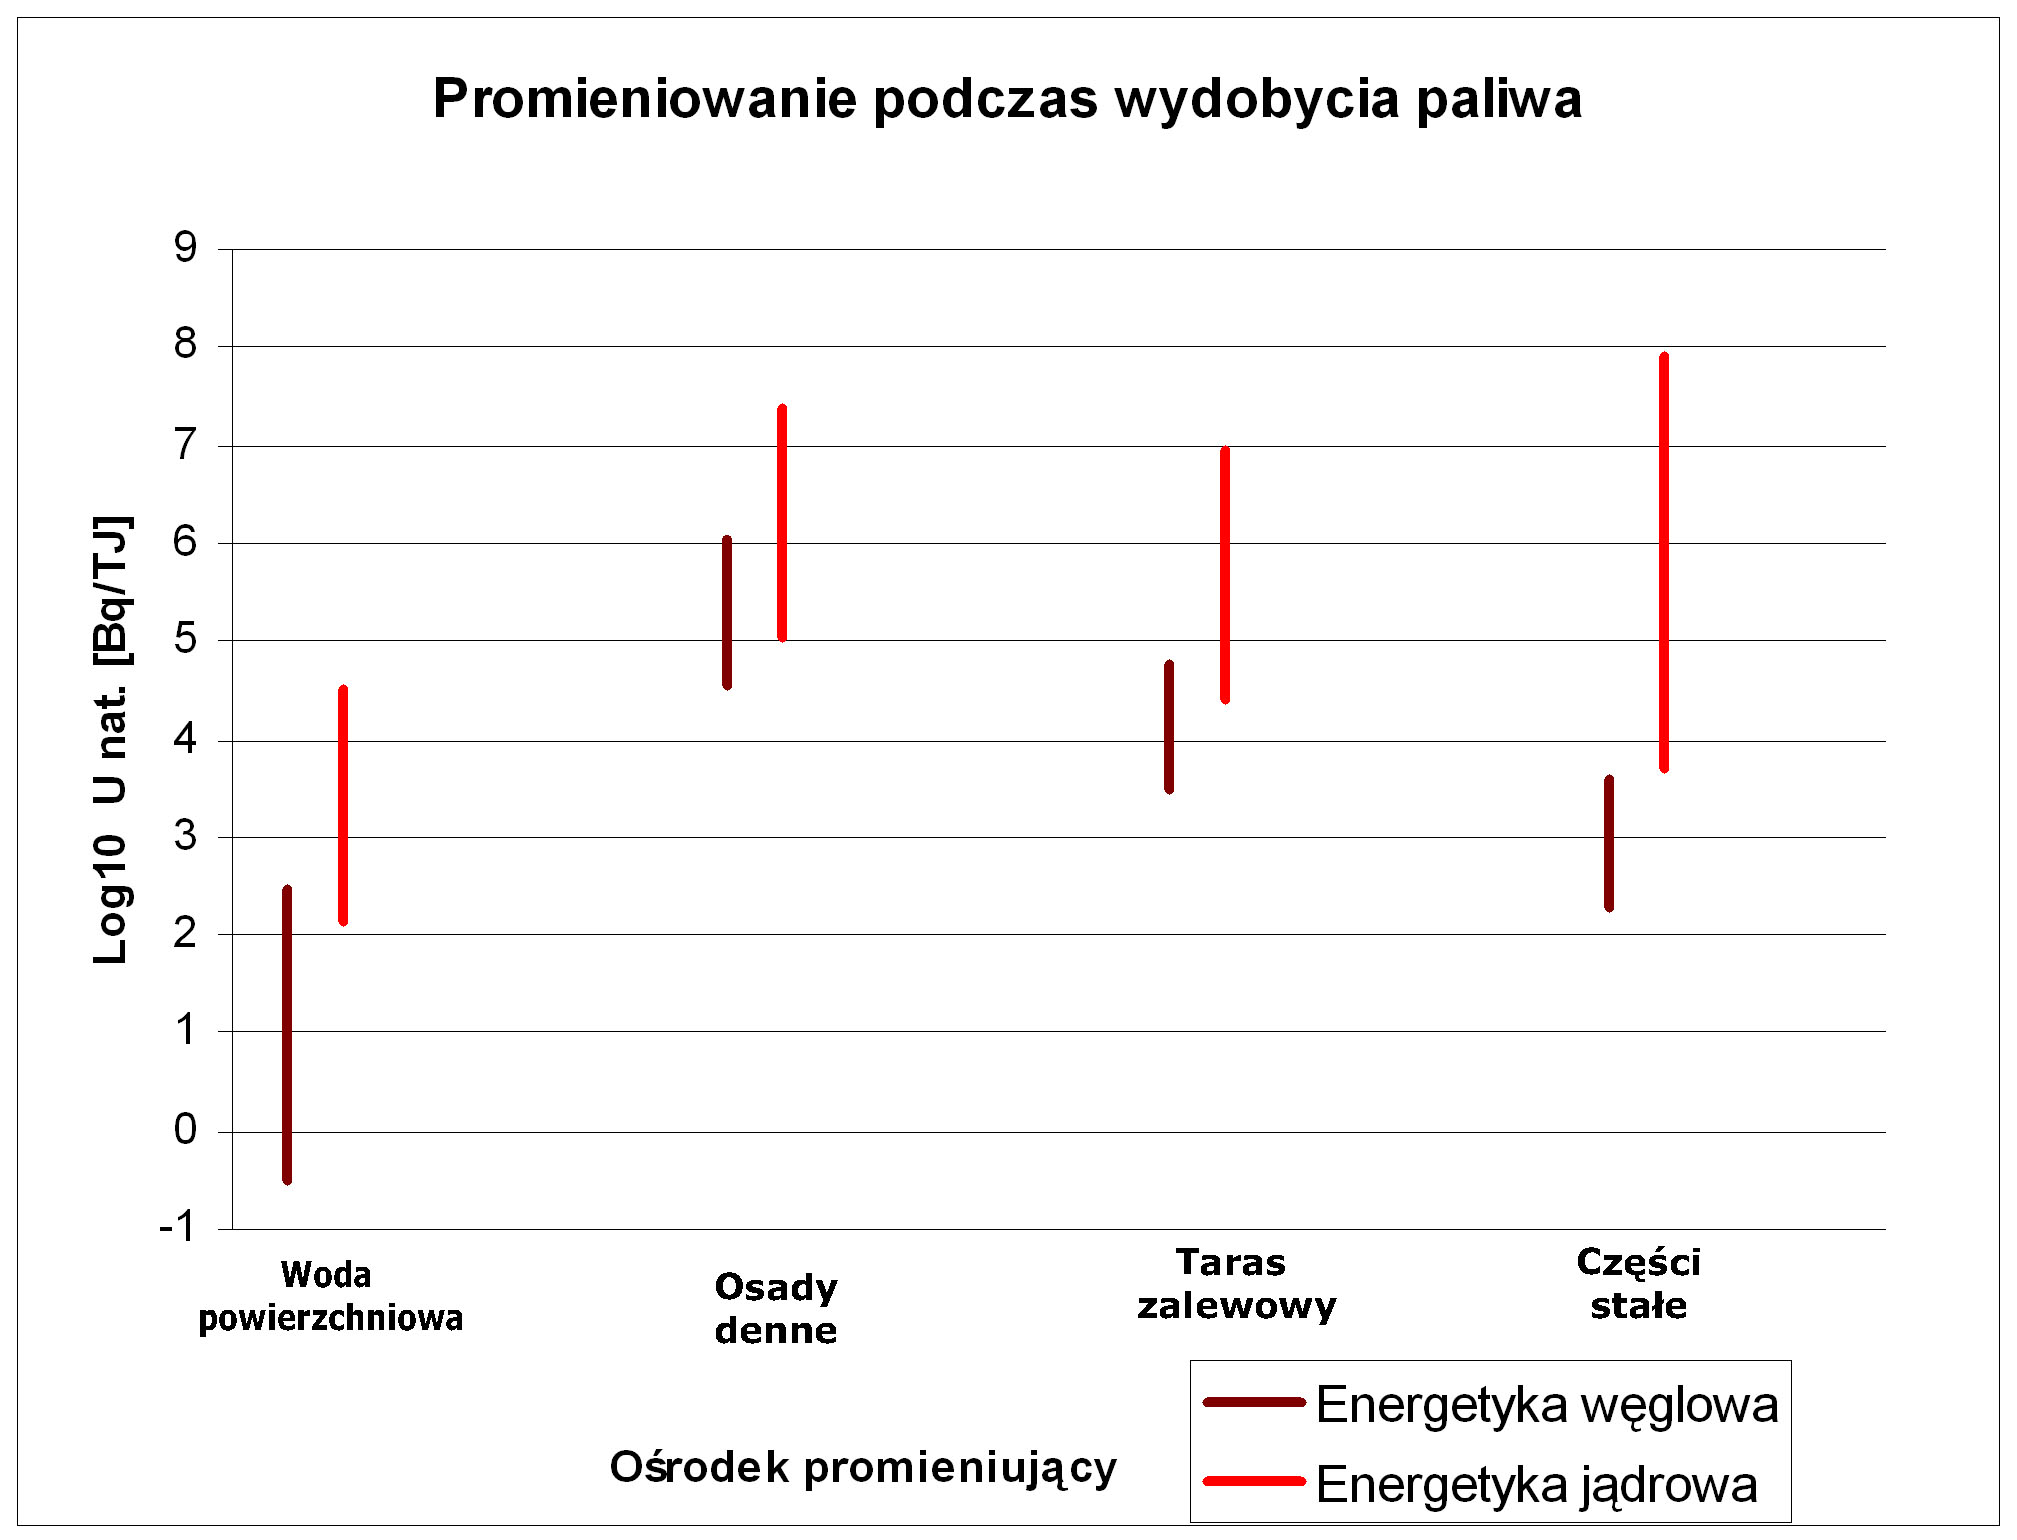 Promieniowanie podczas wydobycia paliwa
9
8
7
6
5
4
3
2
1
0
-1
Log10 U nat. [Bq/TJ]
Woda
powierzchniowa
Osady
denne
Taras
zalewowy
Części
stałe
Ośrodek promieniujący
Energetyka węglowa
Energetyka jądrowa